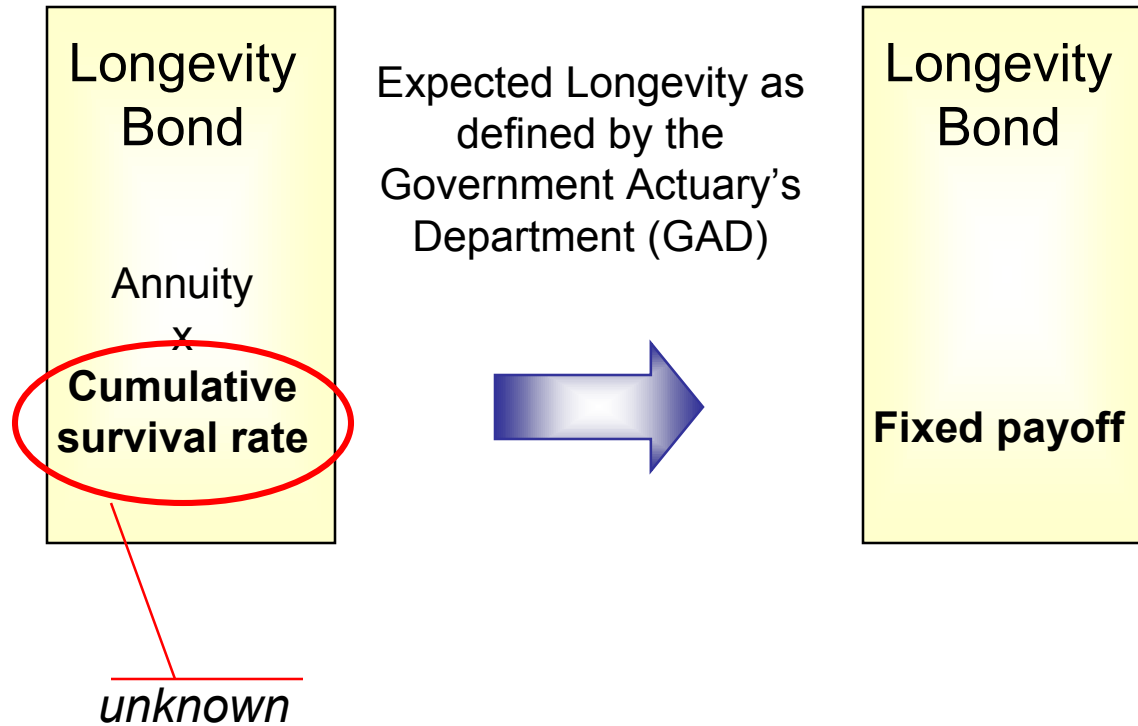 Longevity
Bond
Annuity
x
Cumulative
survival rate
unknown
Expected Longevity as
defined by the
Government Actuary's
Department (GAD)
Longevity
Bond
Fixed payoff